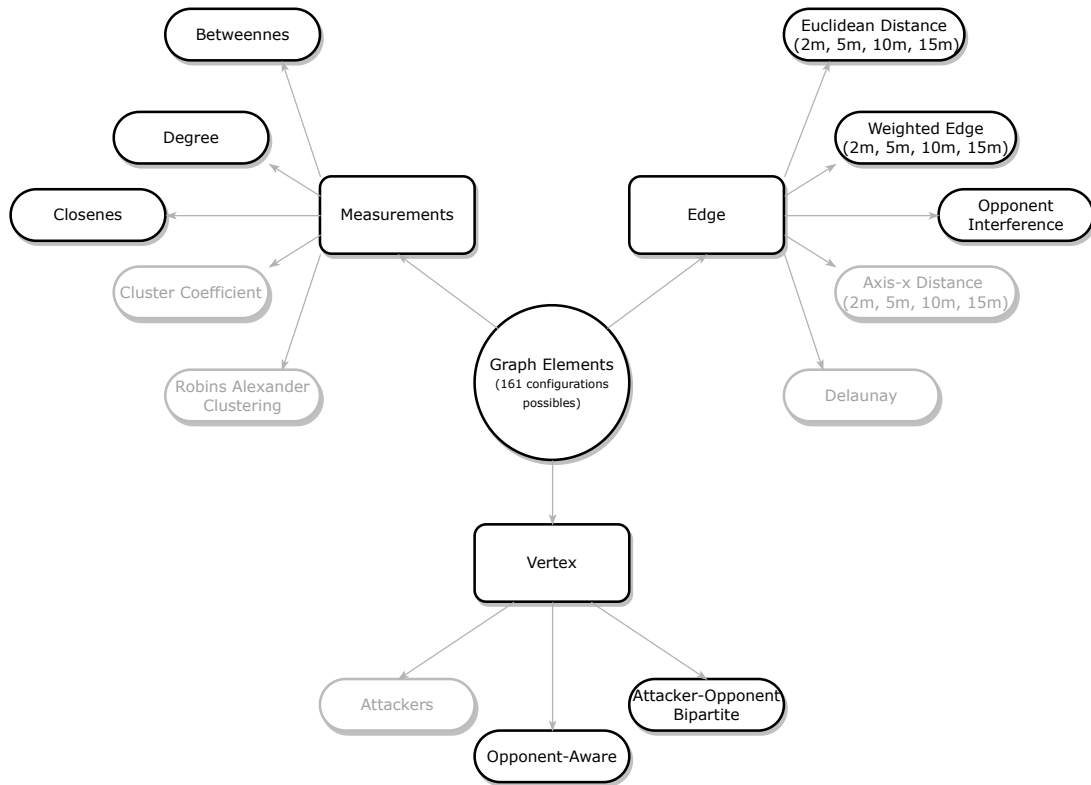 Betweennes
Degree
Closenes
Cluster Coefficient
Robins Alexander
Clustering
Measurements
Euclidean Distance
(2m, 5m, 10m, 15m)
Weighted Edge
(2m, 5m, 10m, 15m)
Opponent
Interference
Axis-x Distance
(2m, 5m, 10m, 15m)
Delaunay
Edge
Graph Elements
(161 configurations
possibles)
Vertex
Attackers
Opponent-Aware
Attacker-Opponent
Bipartite